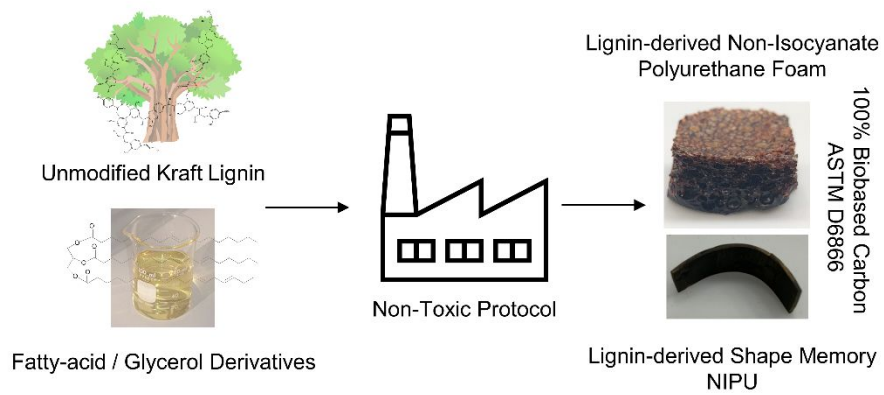 Unmodified Kraft Lignin
Fatty-acid / Glycerol Derivatives
Non-Toxic Protocol
Lignin-derived Non-Isocyanate
Polyurethane Foam
100% Biobased Carbon
ASTM D6866
Lignin-derived Shape Memory
NIPU